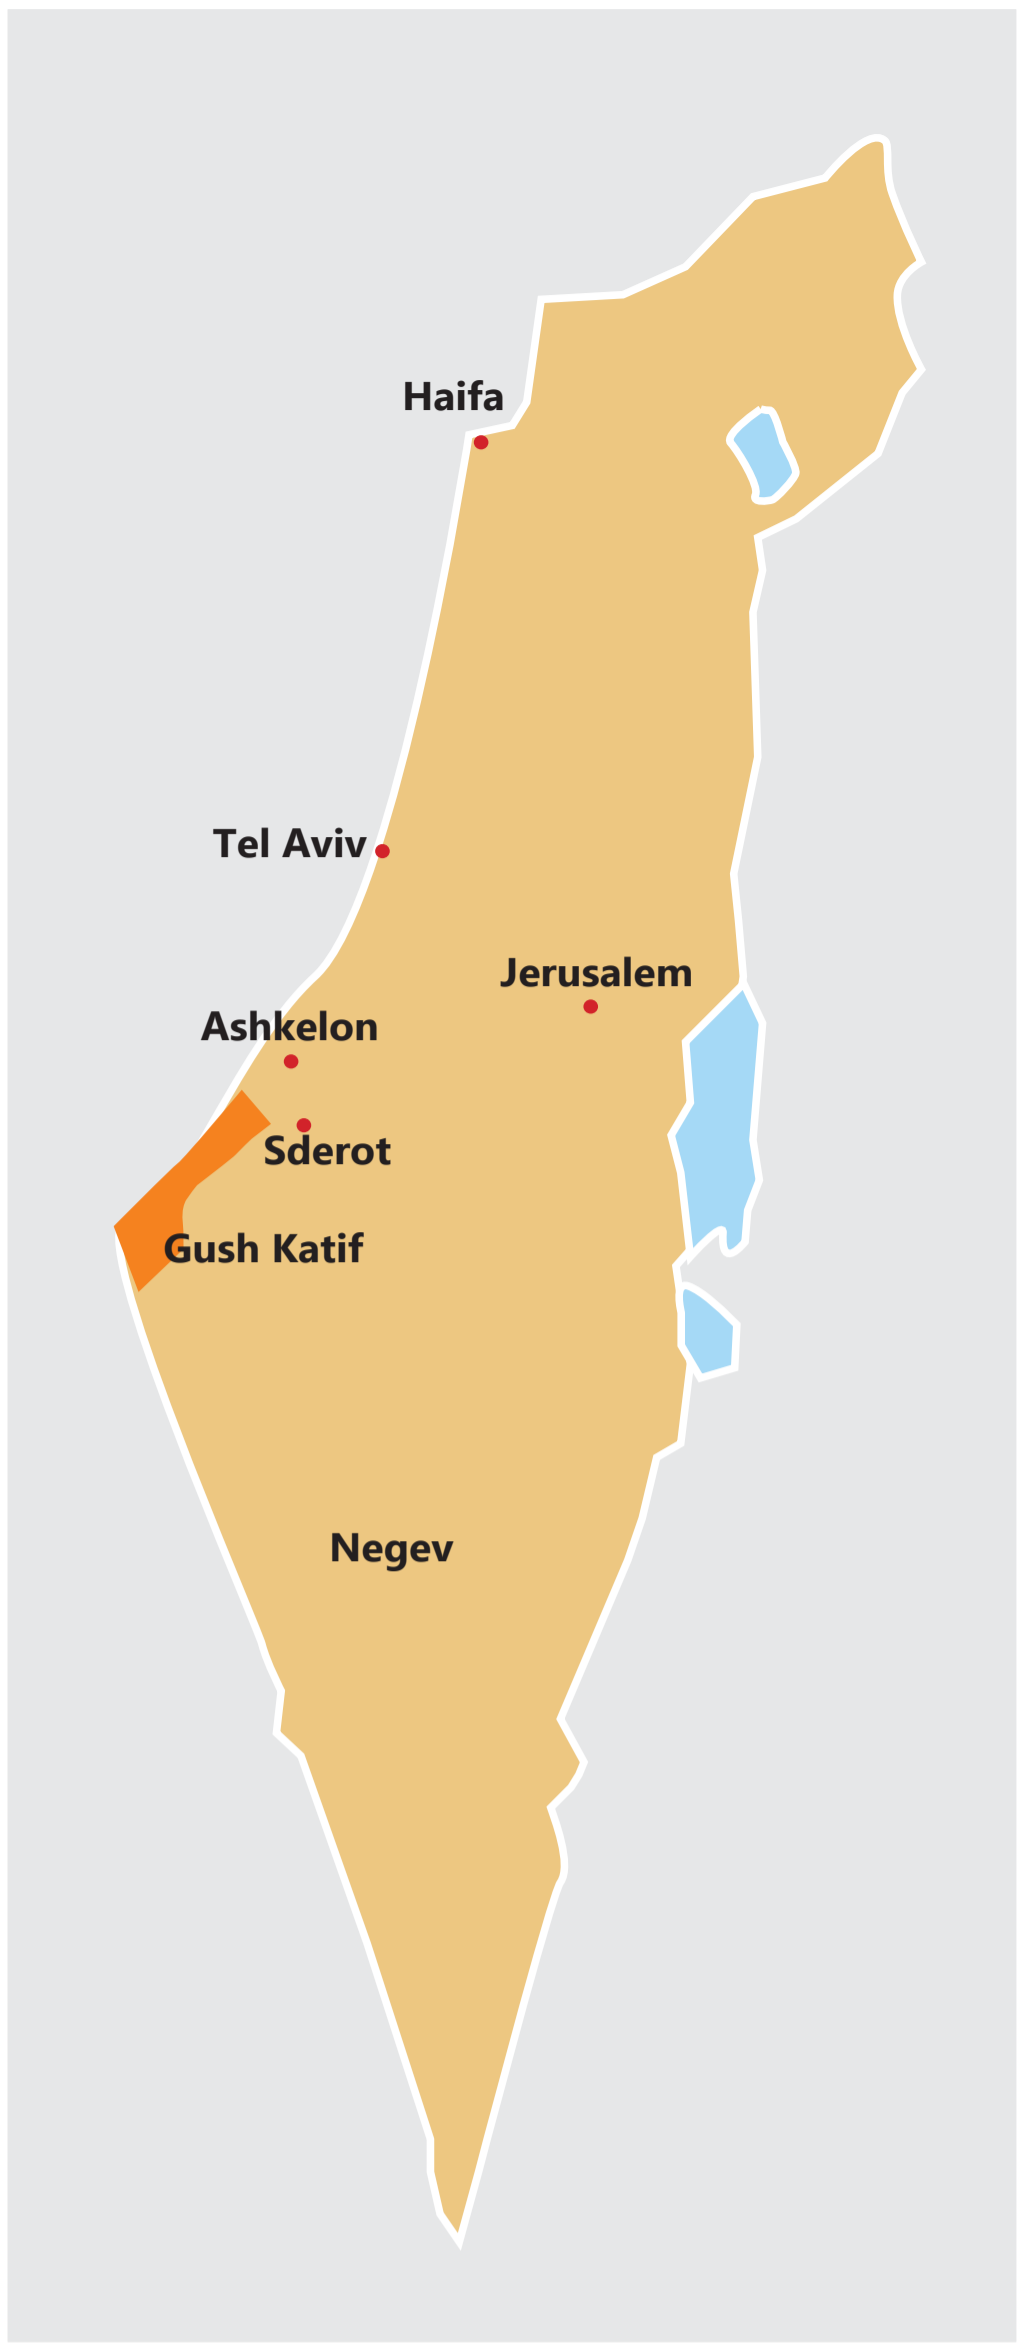 Haifa
Tel Aviv
Jerusalem
Ashkelon
Sderot
Gush Katif
Negev